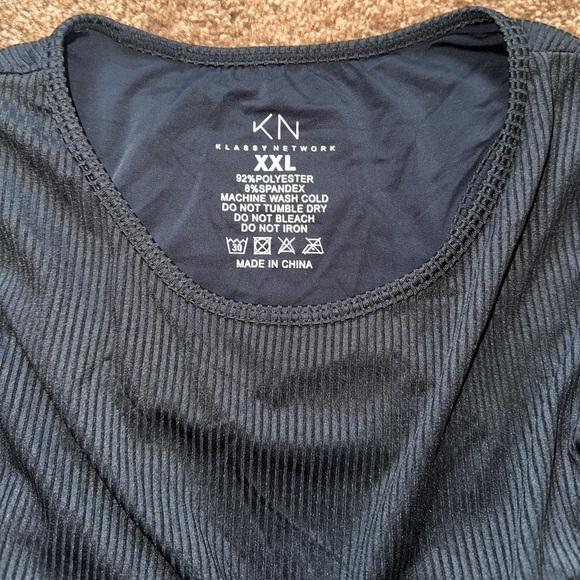 KN
KLASSY NETWORK
XXL
92%POLYESTER
8%SPANDEX
MACHINE WASH COLD
DO NOT TUMBLE DRY
DO NOT BLEACH
DO NOT IRON
30
MADE IN CHINA